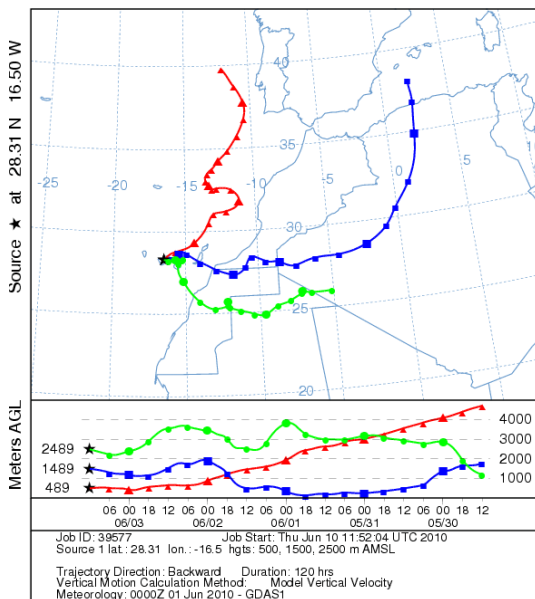 Source ★ at 28.31 N 16.50 W
40
35
-25
-20
-15
-10
-5
0
5
30
25
20
Meters AGL
2489
1489
489
4000
3000
2000
1000
06 00 18 12 06 00 18 12 06 00 18 12 06 00 18 12 06 00 18 12
06/03 06/02 06/01 05/31 05/30
Job ID: 39577 Job Start: Thu Jun 10 11:52:04 UTC 2010
Source 1 lat.: 28.31 lon.: -16.5 hgts: 500, 1500, 2500 m AMSL
Trajectory Direction: Backward Duration: 120 hrs
Vertical Motion Calculation Method: Model Vertical Velocity
Meteorology: 0000Z 01 Jun 2010 - GDAS1